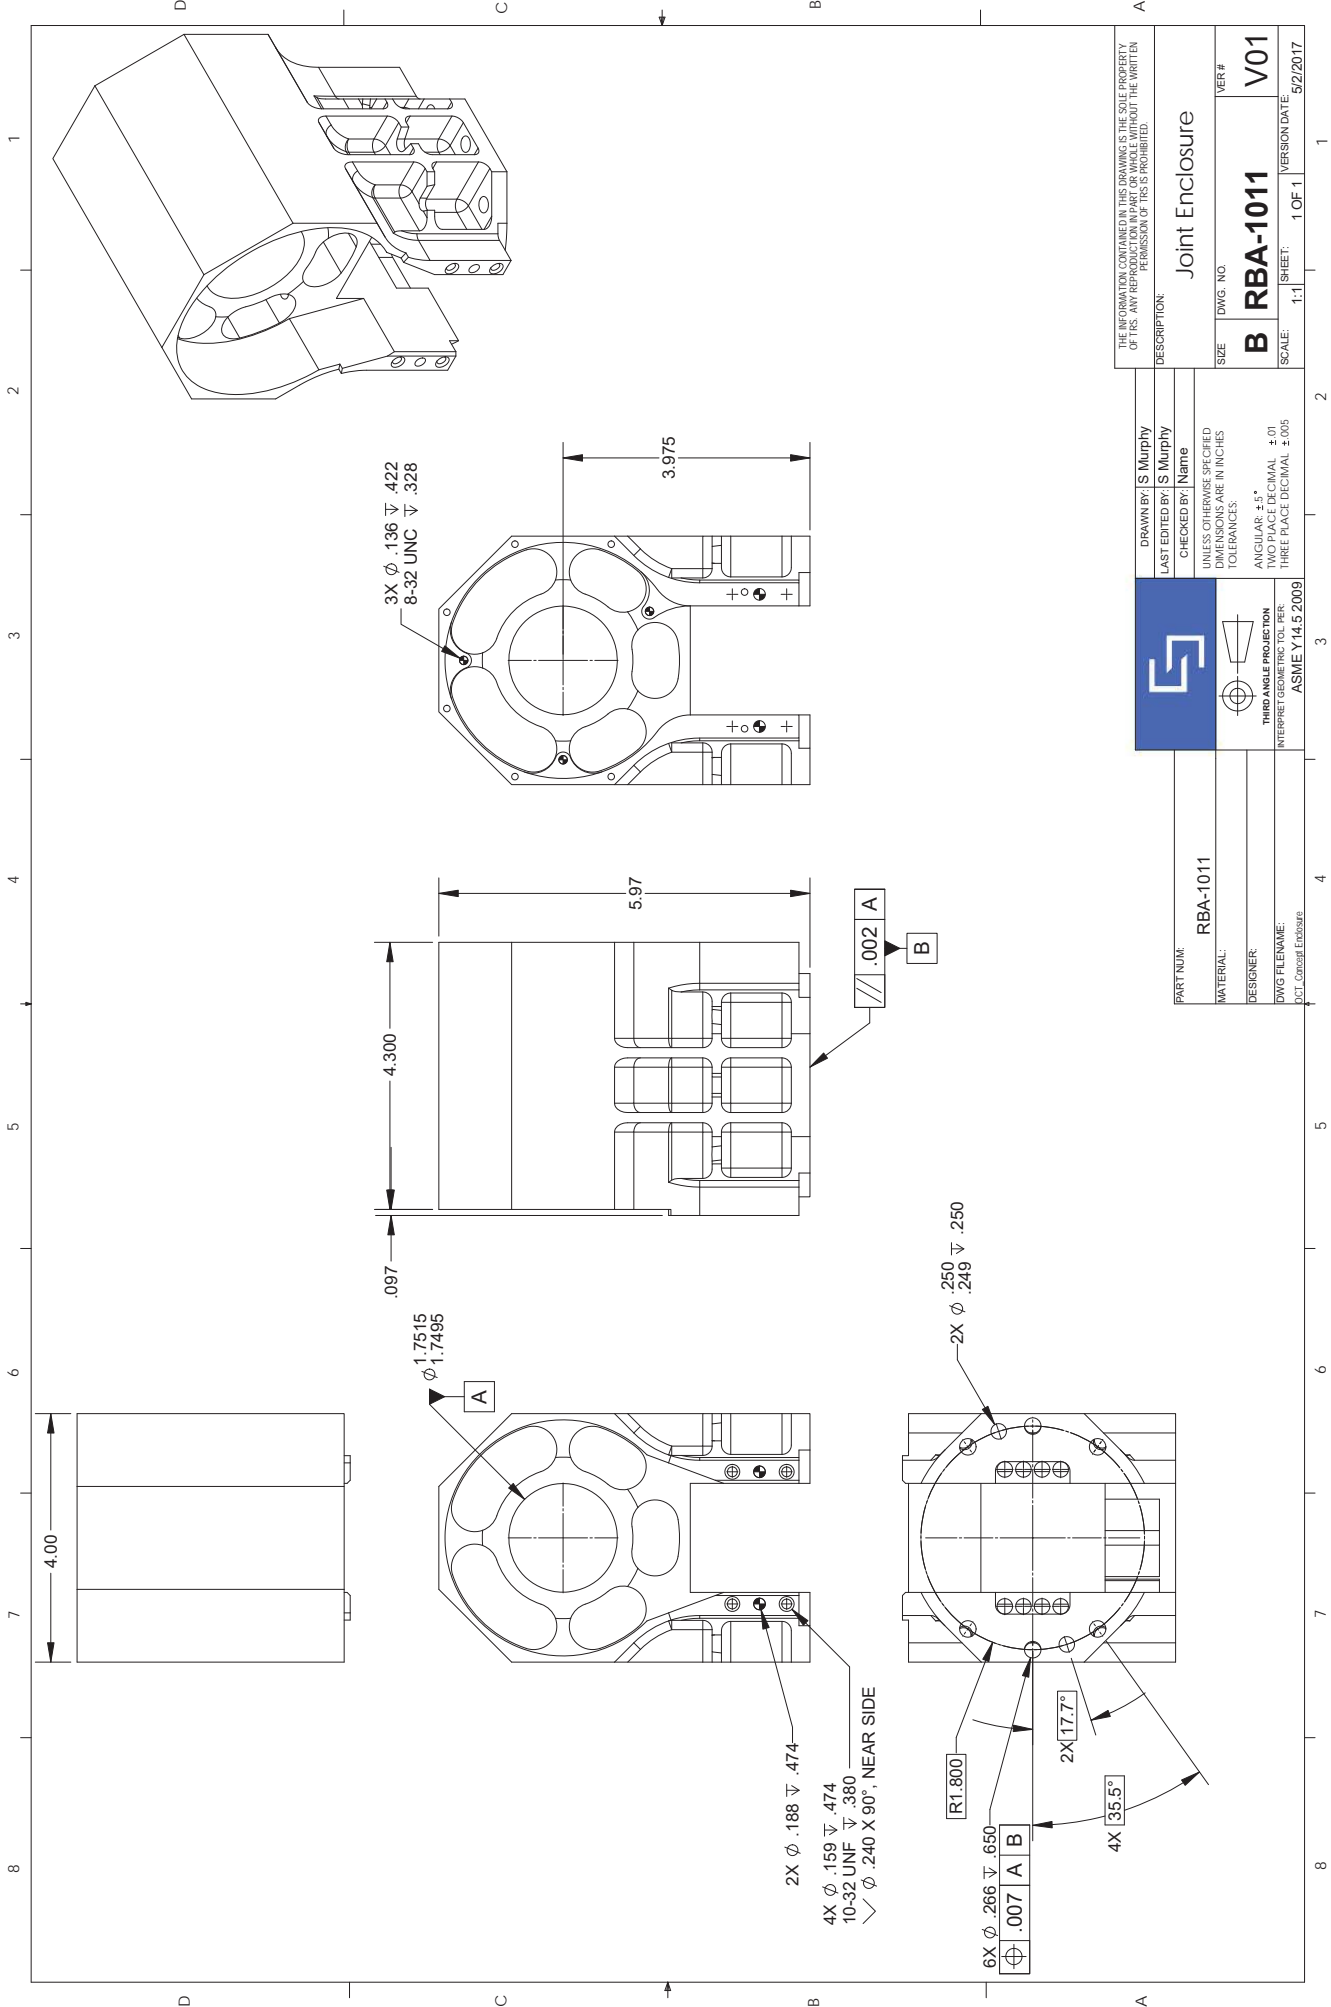 8 7 6 5 4 3 2 1
D
C
B
A
4.00
⌀ 1.7515
1.7495
A
.097
4.300
5.97
// .002 A
B
3X ⌀ .136 ↧ .422
8-32 UNC ↧ .328
3.975
2X ⌀ .188 ↧ .474
4X ⌀ .159 ↧ .474
10-32 UNF ↧ .380
⌵ ⌀ .240 X 90°, NEAR SIDE
2X ⌀ .250
.249 ↧ .250
R1.800
6X ⌀ .266 ↧ .650
⌖ .007 A B
2X 17.7°
4X 35.5°
PART NUM:
RBA-1011
MATERIAL:
DESIGNER:
DWG FILENAME:
OCT_Concept Enclosure
THIRD ANGLE PROJECTION
INTERPRET GEOMETRIC TOL. PER:
ASME Y14.5 2009
DRAWN BY: S Murphy
LAST EDITED BY: S Murphy
CHECKED BY: Name
UNLESS OTHERWISE SPECIFIED
DIMENSIONS ARE IN INCHES
TOLERANCES:
ANGULAR: ±.5°
TWO PLACE DECIMAL ±.01
THREE PLACE DECIMAL ±.005
THE INFORMATION CONTAINED IN THIS DRAWING IS THE SOLE PROPERTY
OF TRS. ANY REPRODUCTION IN PART OR WHOLE WITHOUT THE WRITTEN
PERMISSION OF TRS IS PROHIBITED.
DESCRIPTION:
Joint Enclosure
SIZE DWG. NO. VER #
B RBA-1011 V01
SCALE: 1:1 SHEET: 1 OF 1 VERSION DATE: 5/2/2017
8 7 6 5 4 3 2 1
D
C
B
A